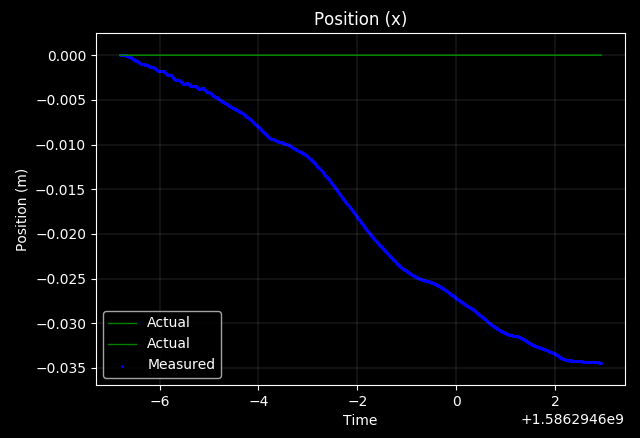 Position (x)
0.000
−0.005
−0.010
−0.015
−0.020
−0.025
−0.030
−0.035
Position (m)
Actual
Actual
Measured
−6
−4
−2
0
2
Time
+1.5862946e9